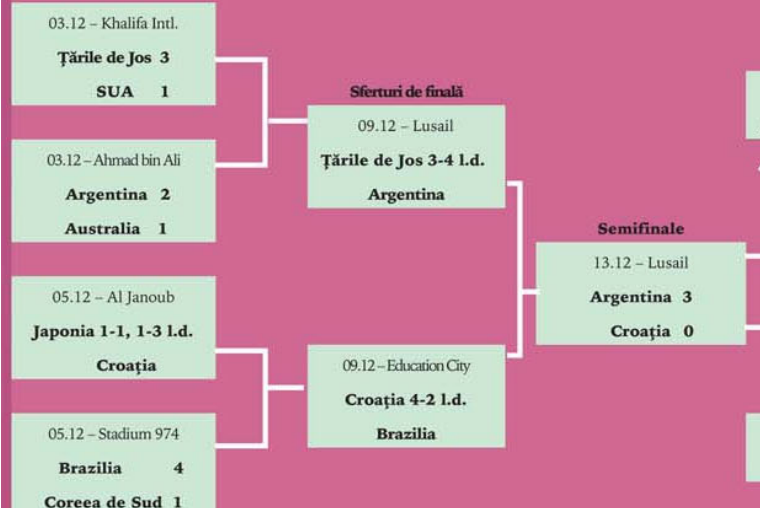 03.12 – Khalifa Intl.
Țările de Jos 3
SUA 1
03.12 – Ahmad bin Ali
Argentina 2
Australia 1
05.12 – Al Janoub
Japonia 1-1, 1-3 l.d.
Croația
05.12 – Stadium 974
Brazilia 4
Coreea de Sud 1
Sferturi de finală
09.12 – Lusail
Țările de Jos 3-4 l.d.
Argentina
09.12 – Education City
Croația 4-2 l.d.
Brazilia
Semifinale
13.12 – Lusail
Argentina 3
Croația 0